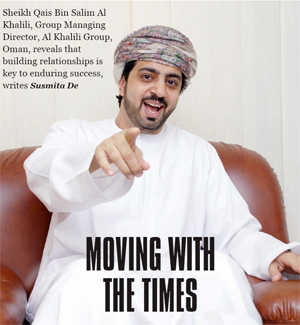 Sheikh Qais Bin Salim Al
Khalili, Group Managing
Director, Al Khalili Group,
Oman, reveals that
building relationships is
key to enduring success,
writes Susmita De
MOVING WITH
THE TIMES